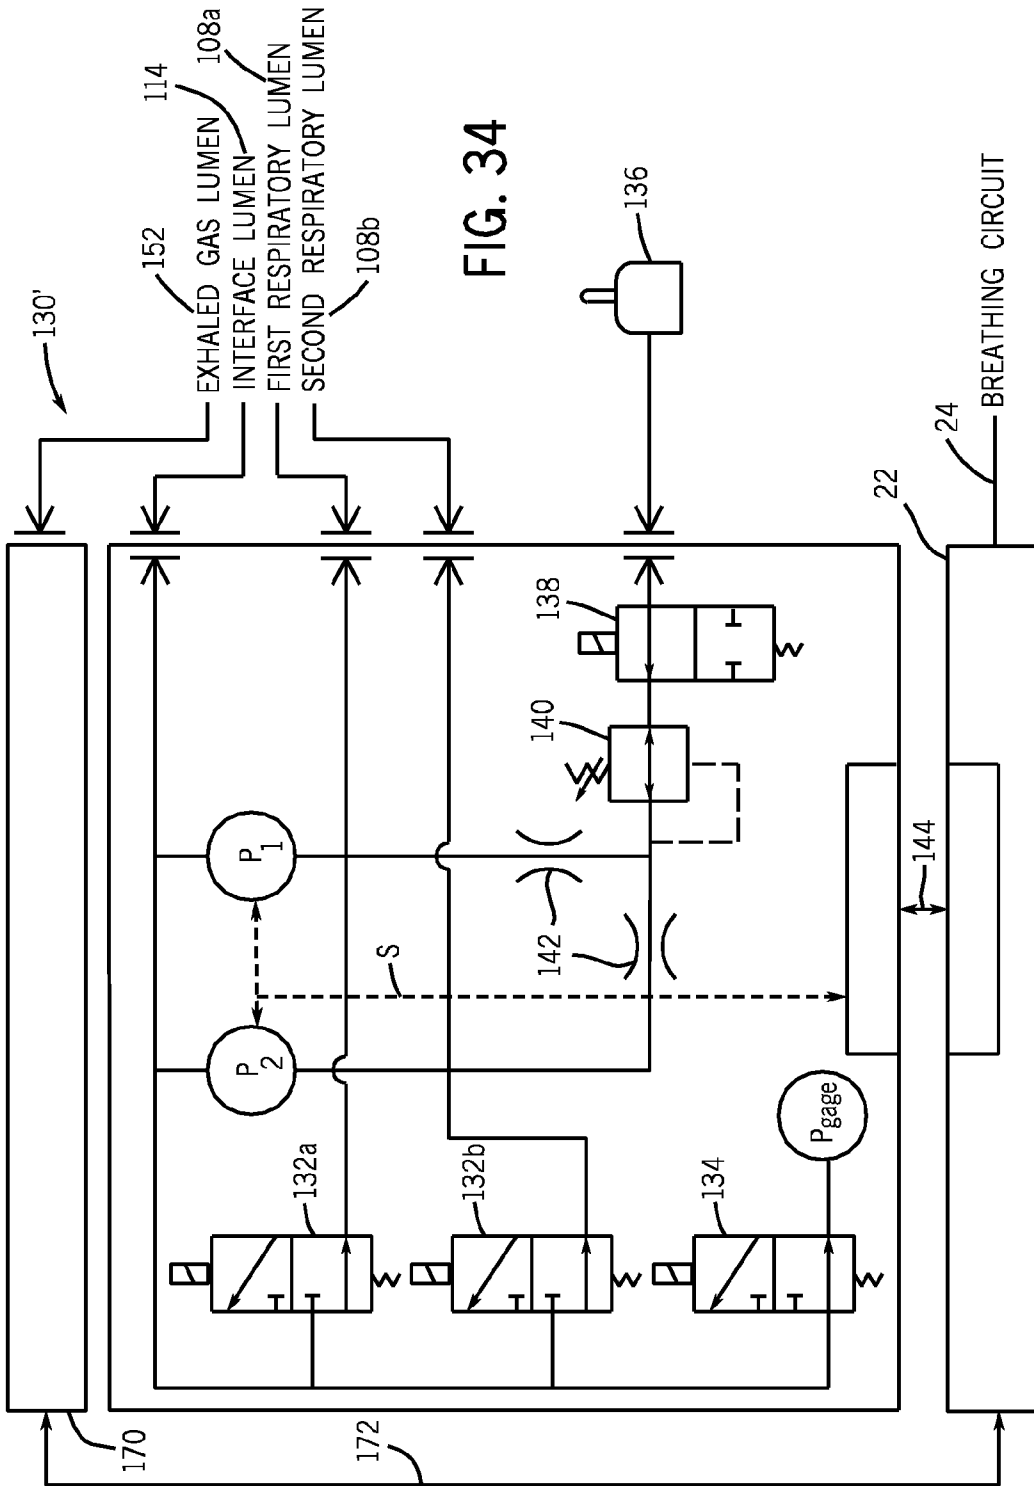 130'
152
EXHALED GAS LUMEN
114
INTERFACE LUMEN
108a
FIRST RESPIRATORY LUMEN
SECOND RESPIRATORY LUMEN
108b
FIG. 34
136
24
BREATHING CIRCUIT
22
138
140
P1
142
142
144
S
P2
Pgage
132a
132b
134
170
172